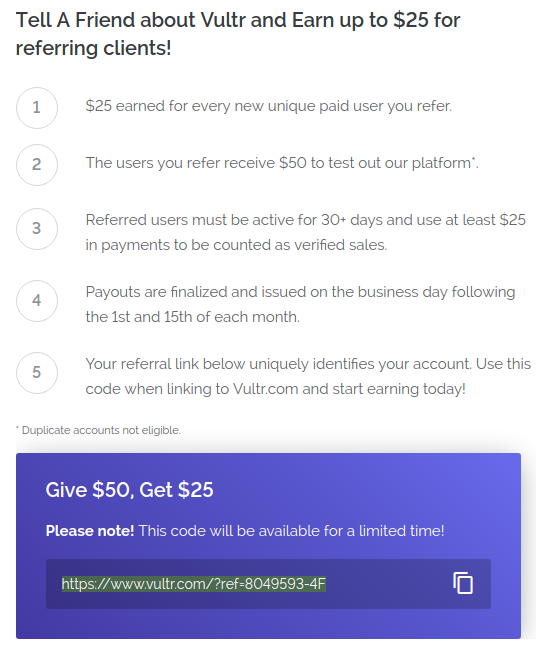 Tell A Friend about Vultr and Earn up to $25 for
referring clients!
1
$25 earned for every new unique paid user you refer.
2
The users you refer receive $50 to test out our platform*.
3
Referred users must be active for 30+ days and use at least $25
in payments to be counted as verified sales.
4
Payouts are finalized and issued on the business day following
the 1st and 15th of each month.
5
Your referral link below uniquely identifies your account. Use this
code when linking to Vultr.com and start earning today!
* Duplicate accounts not eligible.
Give $50, Get $25
Please note! This code will be available for a limited time!
https://www.vultr.com/?ref=8049593-4F